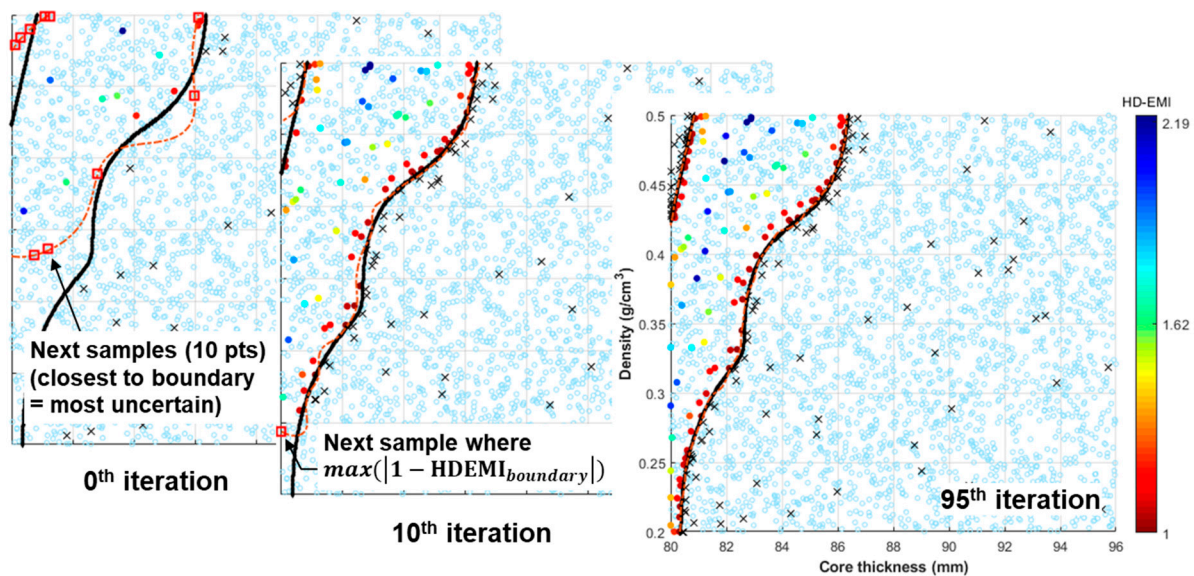 Next samples (10 pts)
(closest to boundary
= most uncertain)
0th iteration
Next sample where
max(|1 − HDEMIboundary|)
10th iteration
HD-EMI
2.19
1.62
1
0.5
0.45
0.4
0.35
0.3
0.25
0.2
Density (g/cm3)
95th iteration
80 82 84 86 88 90 92 94 96
Core thickness (mm)